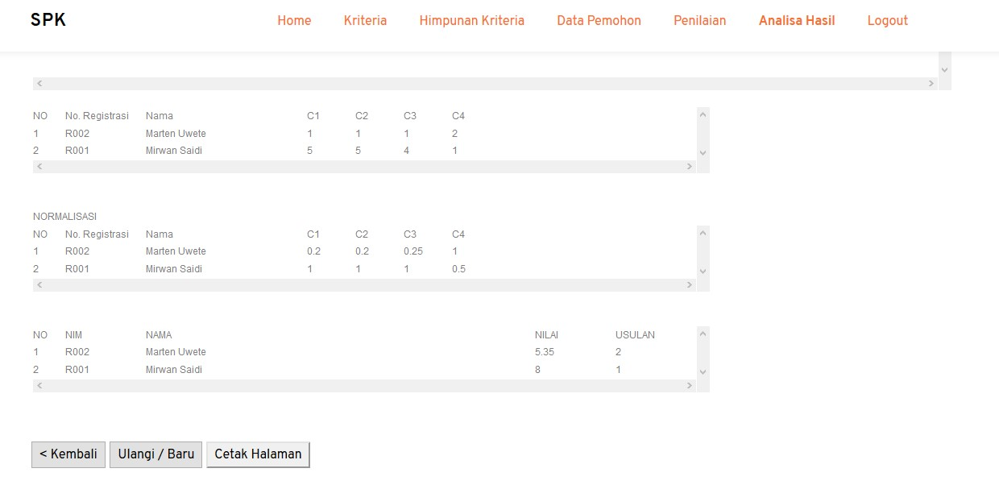 SPK Home Kriteria Himpunan Kriteria Data Pemohon Penilaian Analisa Hasil Logout
NO No. Registrasi Nama C1 C2 C3 C4
1 R002 Marten Uwete 1 1 1 2
2 R001 Mirwan Saidi 5 5 4 1
NORMALISASI
NO No. Registrasi Nama C1 C2 C3 C4
1 R002 Marten Uwete 0.2 0.2 0.25 1
2 R001 Mirwan Saidi 1 1 1 0.5
NO NIM NAMA NILAI USULAN
1 R002 Marten Uwete 5.35 2
2 R001 Mirwan Saidi 8 1
< Kembali Ulangi / Baru Cetak Halaman